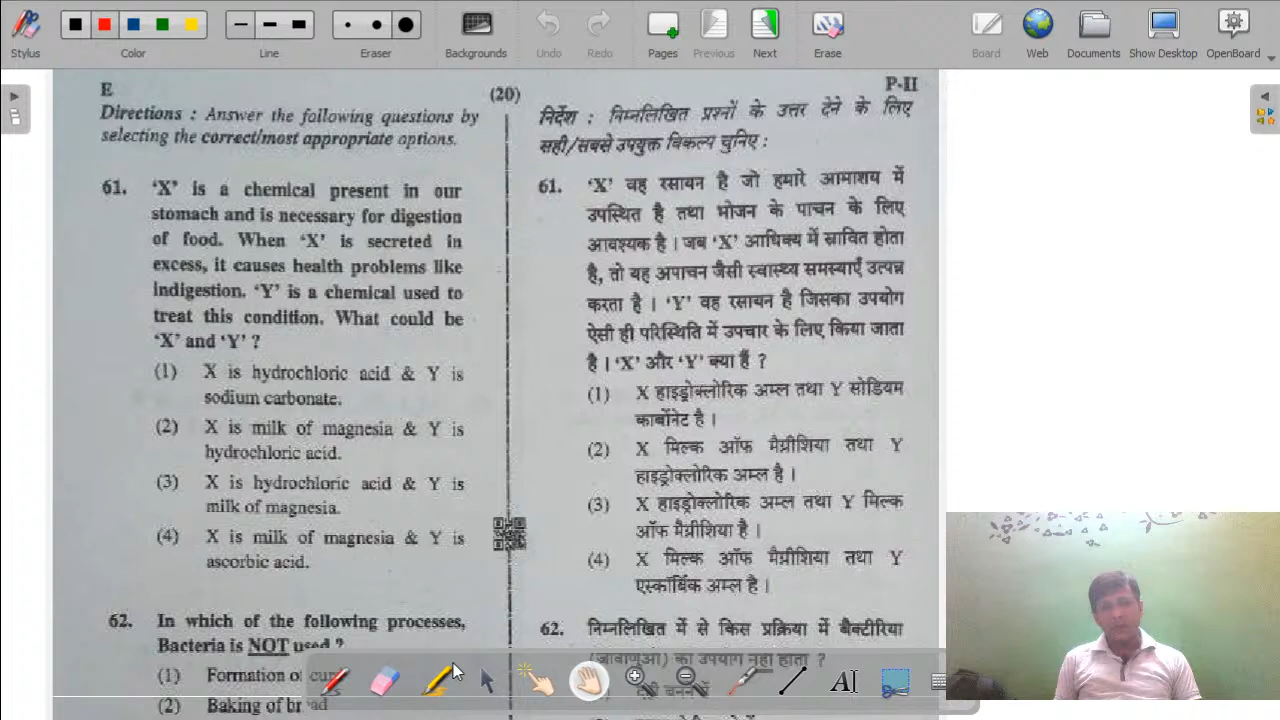 Stylus
Color
Line
Eraser
Backgrounds
Undo
Redo
Pages
Previous
Next
Erase
Board
Web
Documents
Show Desktop
OpenBoard
E
(20)
P-II
Directions : Answer the following questions by
selecting the correct/most appropriate options.
61. ‘X’ is a chemical present in our
stomach and is necessary for digestion
of food. When ‘X’ is secreted in
excess, it causes health problems like
indigestion. ‘Y’ is a chemical used to
treat this condition. What could be
‘X’ and ‘Y’ ?
(1) X is hydrochloric acid & Y is
sodium carbonate.
(2) X is milk of magnesia & Y is
hydrochloric acid.
(3) X is hydrochloric acid & Y is
milk of magnesia.
(4) X is milk of magnesia & Y is
ascorbic acid.
62. In which of the following processes,
Bacteria is NOT used ?
(1) Formation of curd
(2) Baking of bread
निर्देश : निम्नलिखित प्रश्नों के उत्तर देने के लिए
सही/सबसे उपयुक्त विकल्प चुनिए :
61. ‘X’ वह रसायन है जो हमारे आमाशय में
उपस्थित है तथा भोजन के पाचन के लिए
आवश्यक है । जब ‘X’ आधिक्य में स्रावित होता
है, तो यह अपाचन जैसी स्वास्थ्य समस्याएँ उत्पन्न
करता है । ‘Y’ वह रसायन है जिसका उपयोग
ऐसी ही परिस्थिति में उपचार के लिए किया जाता
है । ‘X’ और ‘Y’ क्या हैं ?
(1) X हाइड्रोक्लोरिक अम्ल तथा Y सोडियम
कार्बोनेट है ।
(2) X मिल्क ऑफ मैग्नीशिया तथा Y
हाइड्रोक्लोरिक अम्ल है ।
(3) X हाइड्रोक्लोरिक अम्ल तथा Y मिल्क
ऑफ मैग्नीशिया है ।
(4) X मिल्क ऑफ मैग्नीशिया तथा Y
एस्कॉर्बिक अम्ल है ।
62. निम्नलिखित में से किस प्रक्रिया में बैक्टीरिया
(जीवाणुओं) का उपयोग नहीं होता ?